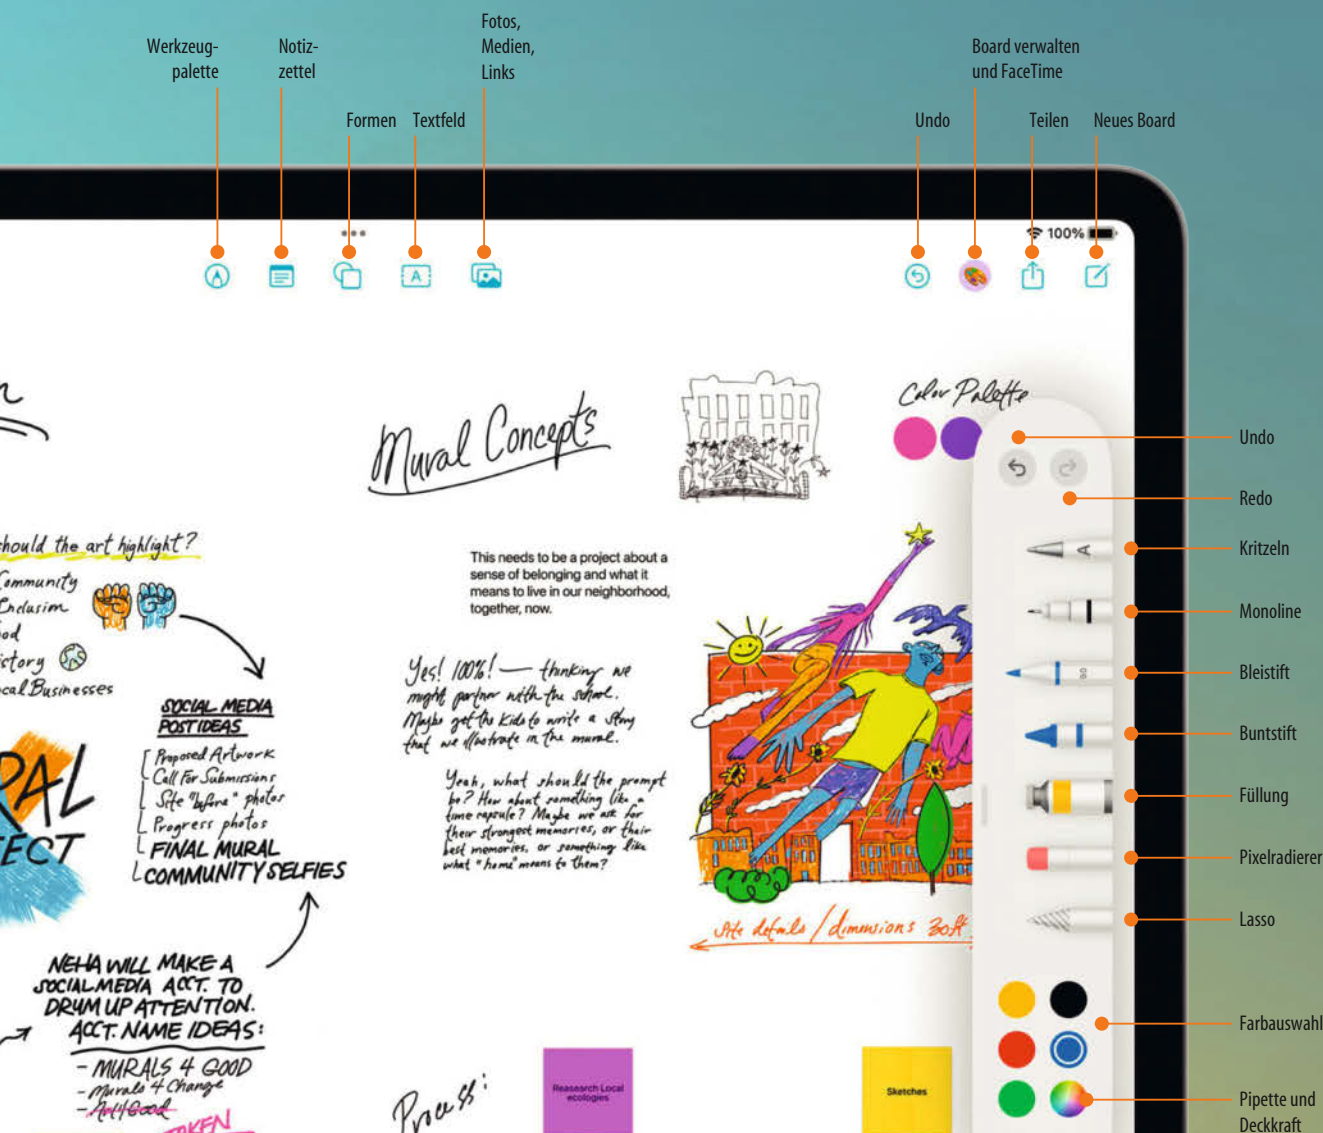 Werkzeug-
palette
Notiz-
zettel
Fotos,
Medien,
Links
Board verwalten
und FaceTime
Formen
Textfeld
Undo
Teilen
Neues Board
100%
A
Mural Concepts
Color Palette
Undo
Redo
Kritzeln
Monoline
Bleistift
Buntstift
Füllung
Pixelradierer
Lasso
Farbauswahl
Pipette und
Deckkraft
A
should the art highlight?
Community
Inclusion
od
istory
cal Businesses
This needs to be a project about a
sense of belonging and what it
means to live in our neighborhood,
together, now.
Yes! 100%! — thinking we
might partner with the school.
Maybe get the kids to write a story
that we illustrate in the mural.
Yeah, what should the prompt
be? How about something like a
time capsule? Maybe we ask for
their strongest memories, or their
best memories, or something like
what "home" means to them?
SOCIAL MEDIA
POST IDEAS
Proposed Artwork
Call For Submissions
Site "before" photos
Progress photos
FINAL MURAL
COMMUNITY SELFIES
RAL
ECT
Site details / dimensions 30ft
NEHA WILL MAKE A
SOCIAL MEDIA ACCT. TO
DRUM UP ATTENTION.
ACCT. NAME IDEAS:
- MURALS 4 GOOD
- Murals 4 Change
- Art4Good
TAKEN
Process:
Reasearch Local
ecologies
Sketches